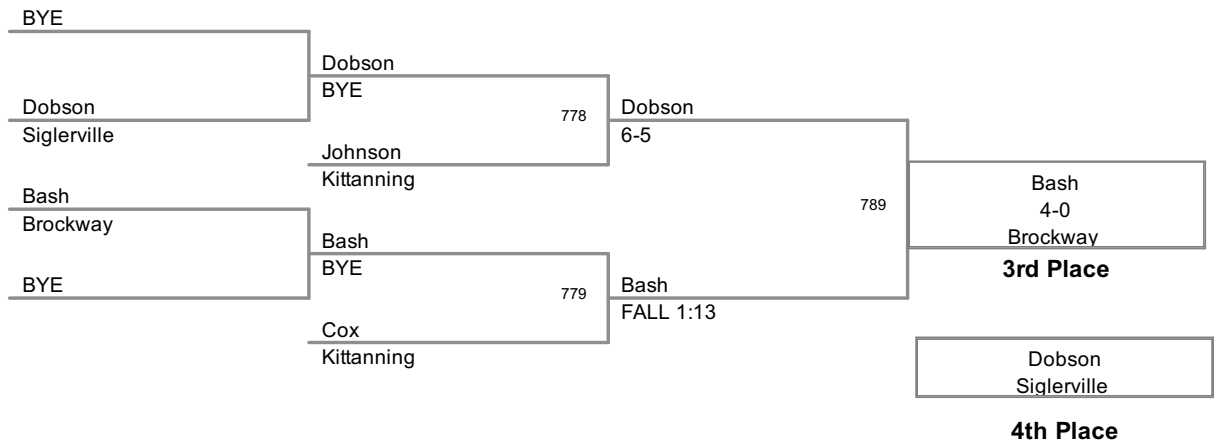 BYE
Dobson
BYE
Dobson
Siglerville
778
Dobson
6-5
Johnson
Kittanning
Bash
Brockway
789
Bash
4-0
Brockway
3rd Place
Bash
BYE
BYE
779
Bash
FALL 1:13
Cox
Kittanning
Dobson
Siglerville
4th Place